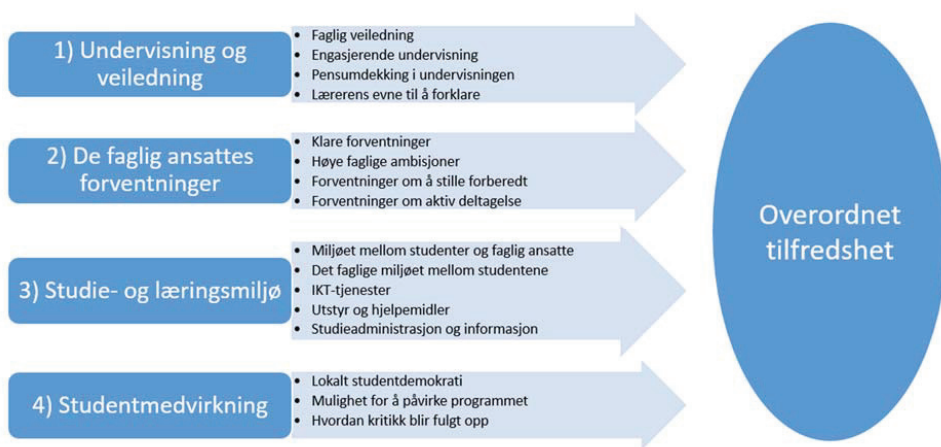 1) Undervisning og
veiledning
• Faglig veiledning
• Engasjerende undervisning
• Pensumdekking i undervisningen
• Lærerens evne til å forklare
2) De faglig ansattes
forventninger
• Klare forventninger
• Høye faglige ambisjoner
• Forventninger om å stille forberedt
• Forventninger om aktiv deltagelse
3) Studie- og læringsmiljø
• Miljøet mellom studenter og faglig ansatte
• Det faglige miljøet mellom studentene
• IKT-tjenester
• Utstyr og hjelpemidler
• Studieadministrasjon og informasjon
4) Studentmedvirkning
• Lokalt studentdemokrati
• Mulighet for å påvirke programmet
• Hvordan kritikk blir fulgt opp
Overordnet
tilfredshet